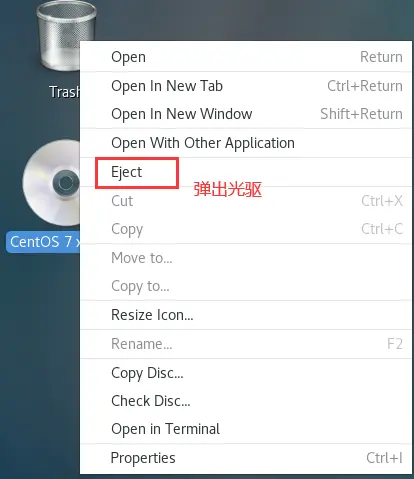 Trash
Open Return
Open In New Tab Ctrl+Return
Open In New Window Shift+Return
Open With Other Application
Eject
弹出光驱
Cut Ctrl+X
Copy Ctrl+C
CentOS 7 x
Move to...
Copy to...
Resize Icon...
Rename... F2
Copy Disc...
Check Disc...
Open in Terminal
Properties Ctrl+I